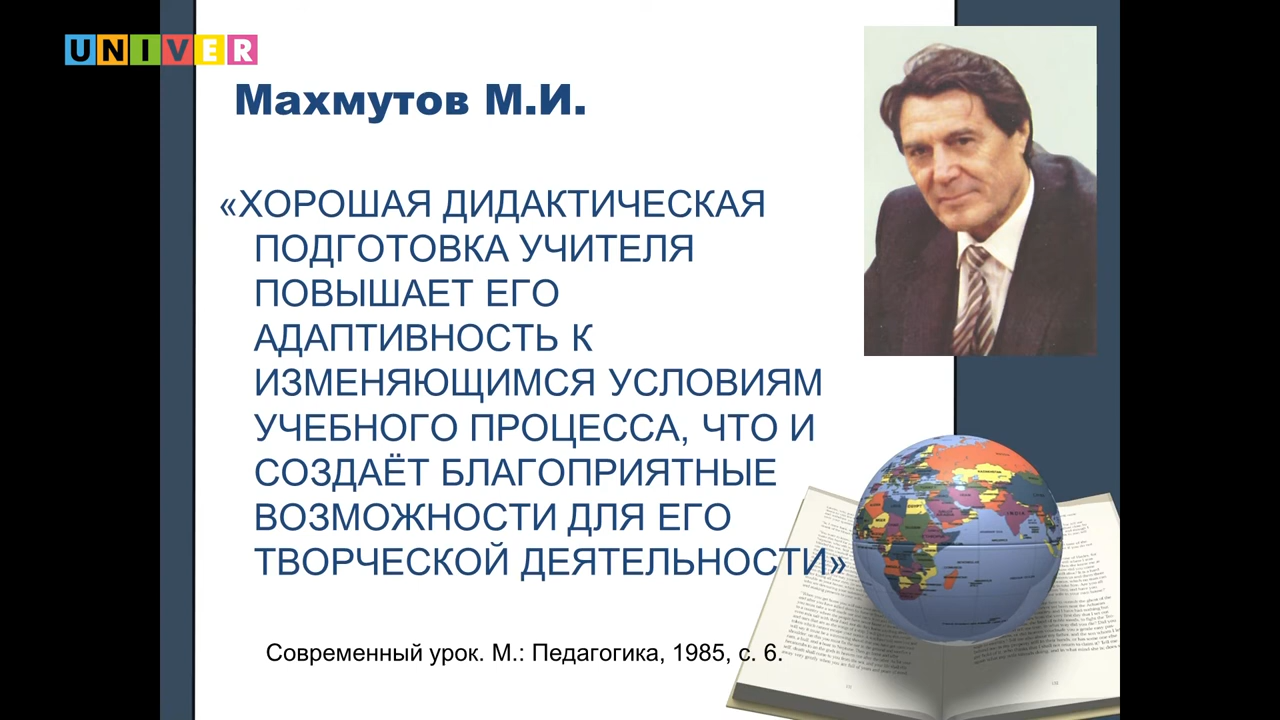 UNIVER
Махмутов М.И.
«ХОРОШАЯ ДИДАКТИЧЕСКАЯ
ПОДГОТОВКА УЧИТЕЛЯ
ПОВЫШАЕТ ЕГО
АДАПТИВНОСТЬ К
ИЗМЕНЯЮЩИМСЯ УСЛОВИЯМ
УЧЕБНОГО ПРОЦЕССА, ЧТО И
СОЗДАЁТ БЛАГОПРИЯТНЫЕ
ВОЗМОЖНОСТИ ДЛЯ ЕГО
ТВОРЧЕСКОЙ ДЕЯТЕЛЬНОСТИ»
Современный урок. М.: Педагогика, 1985, с. 6.
INDIA